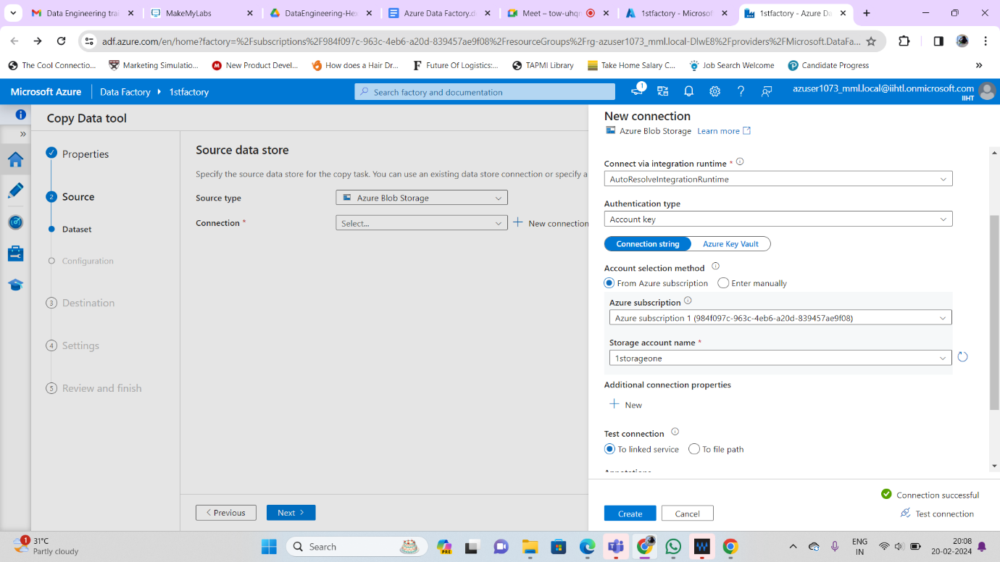 Data Engineering trai
MakeMyLabs
DataEngineering-Hex
Azure Data Factory.d
Meet – tow-uhqr
1stfactory - Microsof
1stfactory - Azure Da
adf.azure.com/en/home?factory=%2Fsubscriptions%2F984f097c-963c-4eb6-a20d-839457ae9f08%2FresourceGroups%2Frg-azuser1073_mml.local-DlwE8%2Fproviders%2FMicrosoft.DataFa...
The Cool Connectio...
Marketing Simulatio...
New Product Devel...
How does a Hair Dr...
Future Of Logistics:...
TAPMI Library
Take Home Salary C...
Job Search Welcome
Candidate Progress
Microsoft Azure
Data Factory
1stfactory
Search factory and documentation
1
azuser1073_mml.local@iihtl.onmicrosoft.com
IIHT
Copy Data tool
Properties
2 Source
Dataset
Configuration
3 Destination
4 Settings
5 Review and finish
Source data store
Specify the source data store for the copy task. You can use an existing data store connection or specify a
Source type
Azure Blob Storage
Connection *
Select...
New connection
Previous
Next
New connection
Azure Blob Storage Learn more
Connect via integration runtime *
AutoResolveIntegrationRuntime
Authentication type
Account key
Connection string Azure Key Vault
Account selection method
From Azure subscription Enter manually
Azure subscription
Azure subscription 1 (984f097c-963c-4eb6-a20d-839457ae9f08)
Storage account name *
1storageone
Additional connection properties
New
Test connection
To linked service To file path
Annotations
Connection successful
Create Cancel Test connection
1
31°C
Partly cloudy
Search
PRE
ENG
IN
20:08
20-02-2024